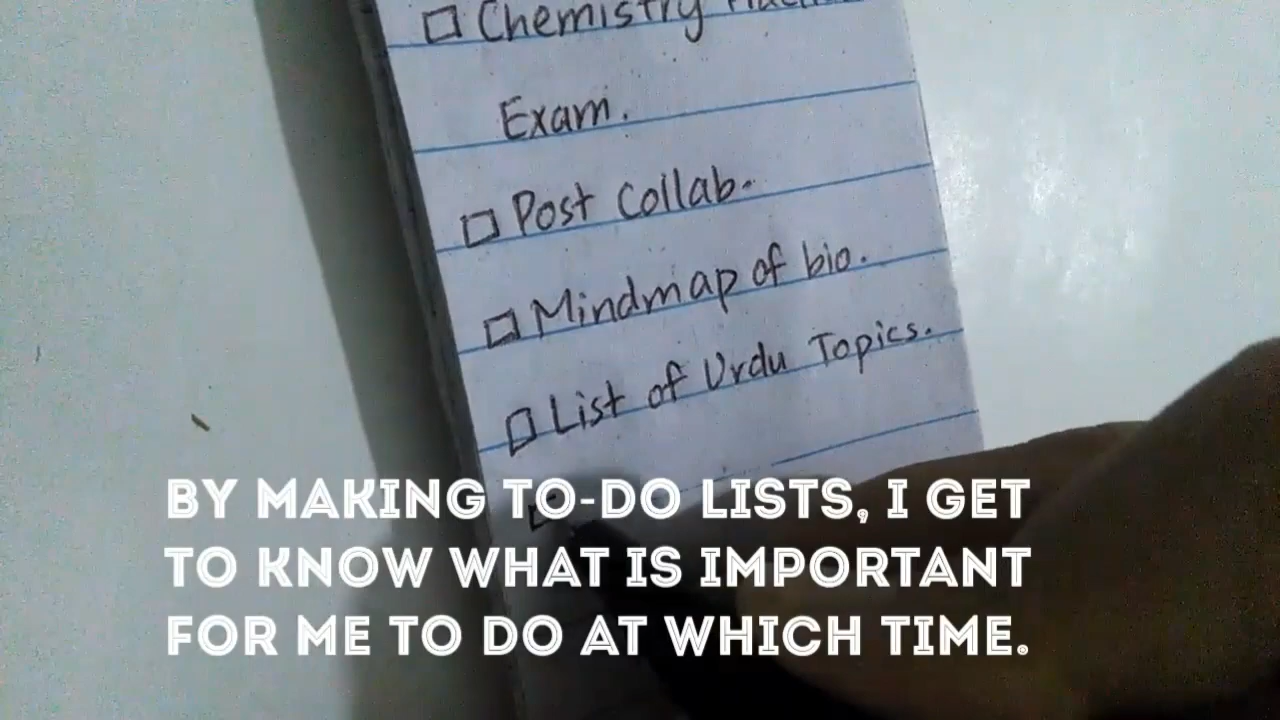 Chemistry
Exam.
Post Collab.
Mindmap of bio.
List of Urdu Topics.
BY MAKING TO-DO LISTS, I GET
TO KNOW WHAT IS IMPORTANT
FOR ME TO DO AT WHICH TIME.